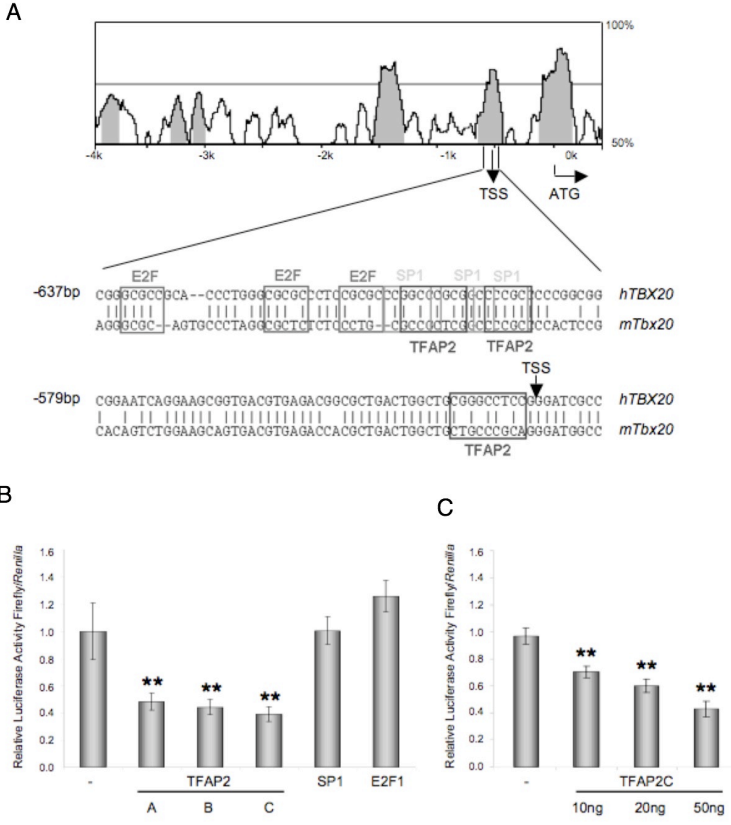 A
100%
50%
-4k -3k -2k -1k 0k
TSS ATG
E2F E2F E2F SP1 SP1 SP1
-637bp CGGGCGCCGCA--CCCTGGGCGCGCCCTCCGCGCCCGGCCCGCGGCCCCGCCCCCGGCGG hTBX20
AGGGCGC--AGTGCCCTAGGCGCTCTCTCCCTG--CGCCGCTCGGCCCCGCCCCACTCCG mTbx20
TFAP2 TFAP2
TSS
-579bp CGGAATCAGGAAGCGGTGACGTGAGACGGCGCTGACTGGCTGCGGGCCTCCGGGATCGCC hTBX20
CACAGTCTGGAAGCAGTGACGTGAGACCACGCTGACTGGCTGCTGCCCGCAGGGATGGCC mTbx20
TFAP2
B
Relative Luciferase Activity Firefly/Renilla
1.6
1.4
1.2
1.0
0.8
0.6
0.4
0.2
0.0
** ** **
- TFAP2 SP1 E2F1
A B C
C
Relative Luciferase Activity Firefly/Renilla
1.6
1.4
1.2
1.0
0.8
0.6
0.4
0.2
0.0
** ** **
- TFAP2C
10ng 20ng 50ng